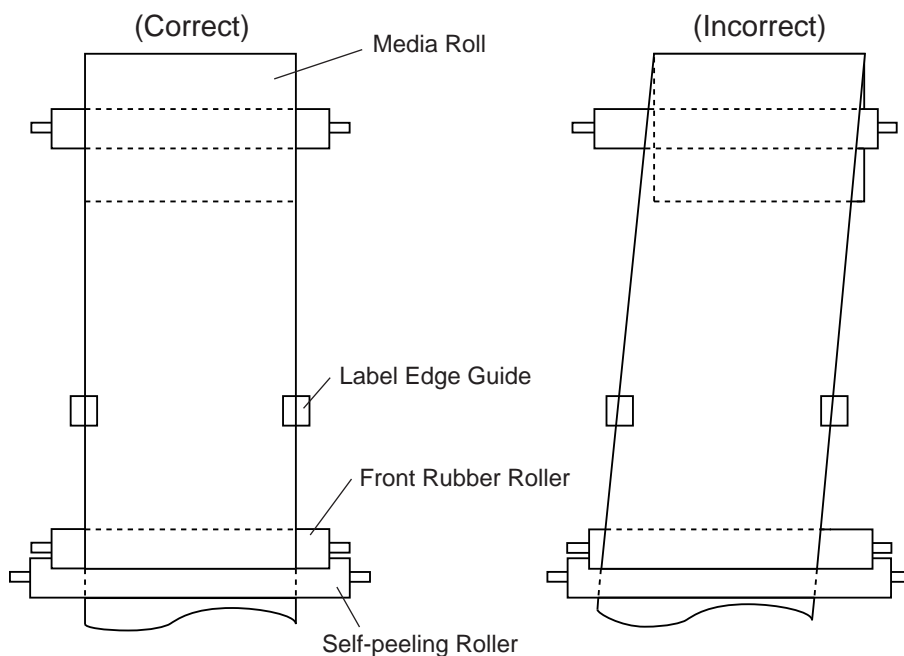 (Correct)
(Incorrect)
Media Roll
Label Edge Guide
Front Rubber Roller
Self-peeling Roller